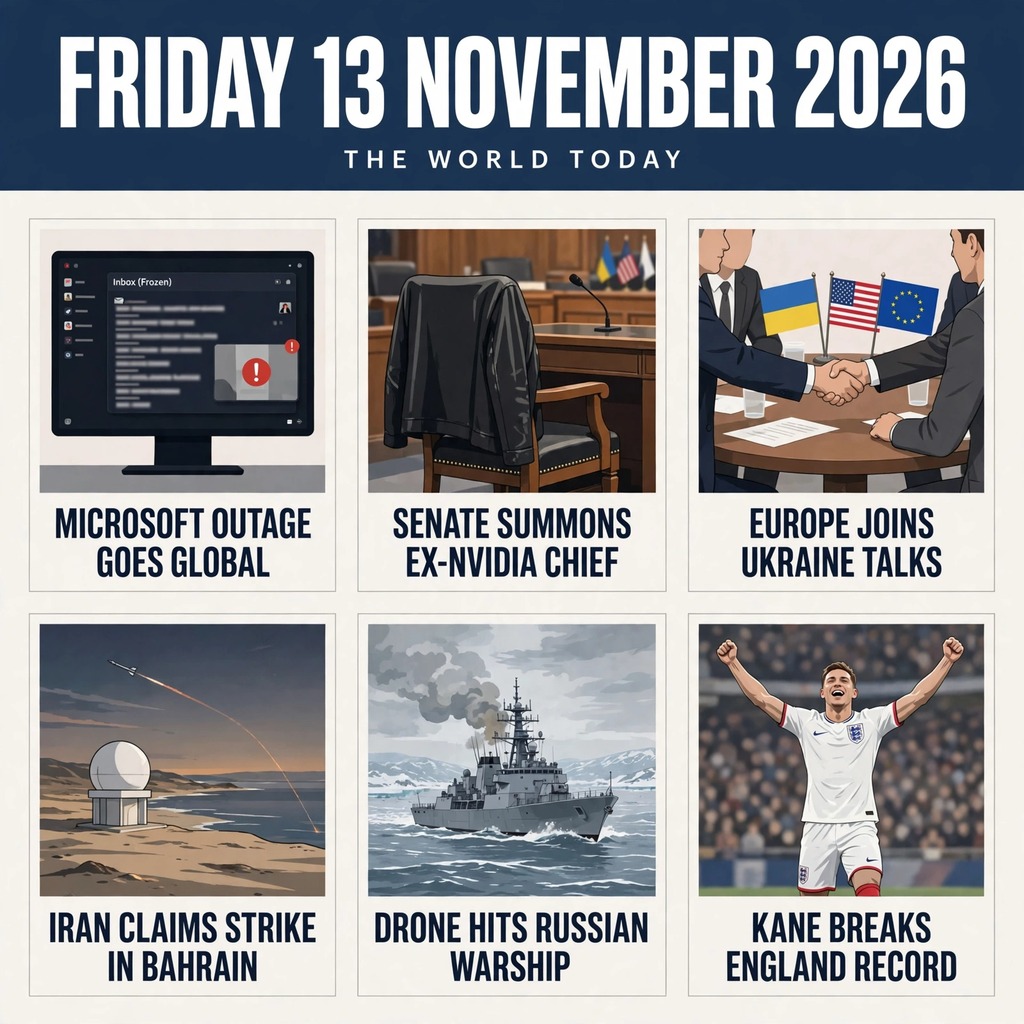 FRIDAY 13 NOVEMBER 2026
THE WORLD TODAY
Inbox (Frozen)
MICROSOFT OUTAGE
GOES GLOBAL
SENATE SUMMONS
EX-NVIDIA CHIEF
EUROPE JOINS
UKRAINE TALKS
IRAN CLAIMS STRIKE
IN BAHRAIN
DRONE HITS RUSSIAN
WARSHIP
KANE BREAKS
ENGLAND RECORD